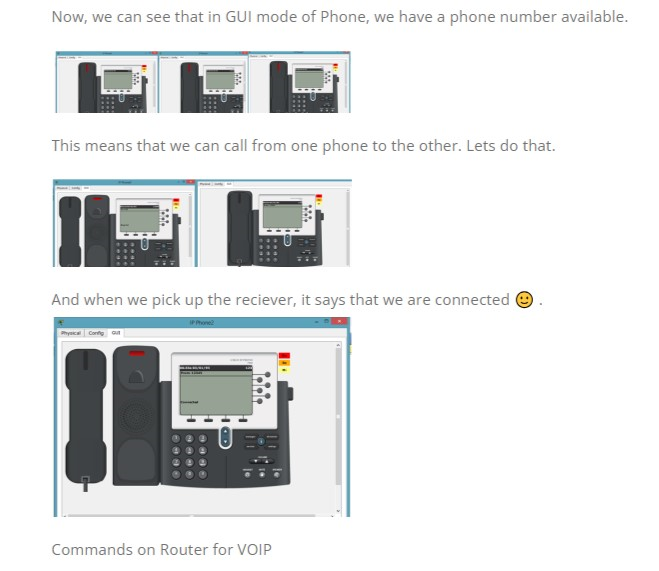 Now, we can see that in GUI mode of Phone, we have a phone number available.
This means that we can call from one phone to the other. Lets do that.
And when we pick up the reciever, it says that we are connected 🙂 .
IP Phone2
Physical Config GUI
Connected
Commands on Router for VOIP